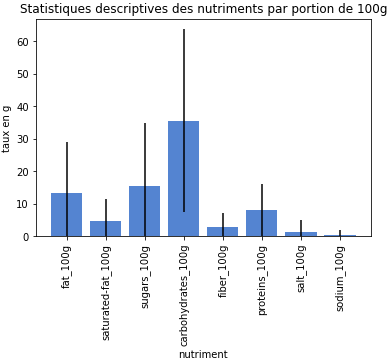 Statistiques descriptives des nutriments par portion de 100g
taux en g
60
50
40
30
20
10
0
fat_100g
saturated-fat_100g
sugars_100g
carbohydrates_100g
fiber_100g
proteins_100g
salt_100g
sodium_100g
nutriment